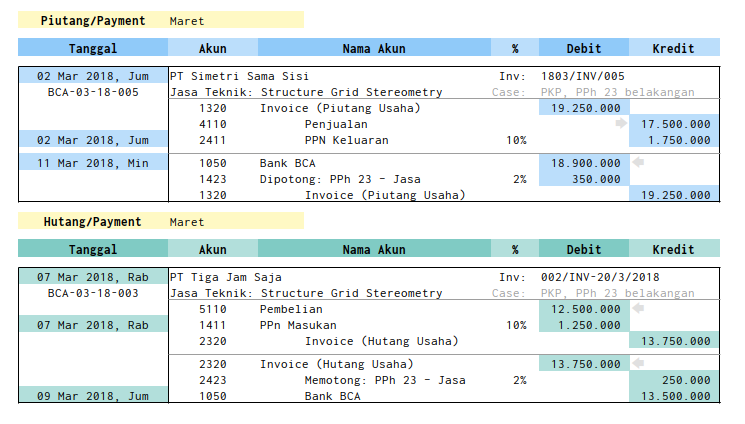 Piutang/Payment Maret
Tanggal Akun Nama Akun % Debit Kredit
02 Mar 2018, Jum PT Simetri Sama Sisi Inv: 1803/INV/005
BCA-03-18-005 Jasa Teknik: Structure Grid Stereometry Case: PKP, PPh 23 belakangan
1320 Invoice (Piutang Usaha) 19.250.000
4110 Penjualan 17.500.000
02 Mar 2018, Jum 2411 PPN Keluaran 10% 1.750.000
11 Mar 2018, Min 1050 Bank BCA 18.900.000
1423 Dipotong: PPh 23 - Jasa 2% 350.000
1320 Invoice (Piutang Usaha) 19.250.000
Hutang/Payment Maret
Tanggal Akun Nama Akun % Debit Kredit
07 Mar 2018, Rab PT Tiga Jam Saja Inv: 002/INV-20/3/2018
BCA-03-18-003 Jasa Teknik: Structure Grid Stereometry Case: PKP, PPh 23 belakangan
5110 Pembelian 12.500.000
07 Mar 2018, Rab 1411 PPn Masukan 10% 1.250.000
2320 Invoice (Hutang Usaha) 13.750.000
2320 Invoice (Hutang Usaha) 13.750.000
2423 Memotong: PPh 23 - Jasa 2% 250.000
09 Mar 2018, Jum 1050 Bank BCA 13.500.000